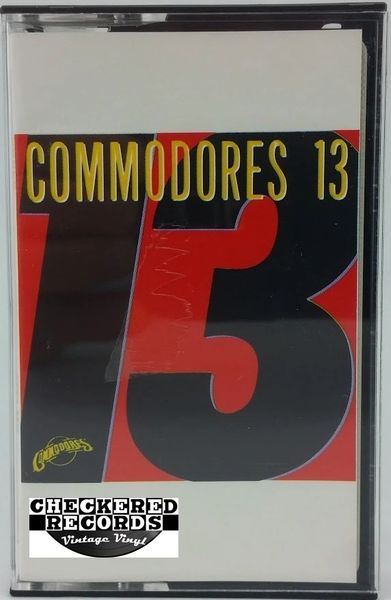 COMMODORES 13
13
COMMODORES
CHECKERED
RECORDS
Vintage Vinyl